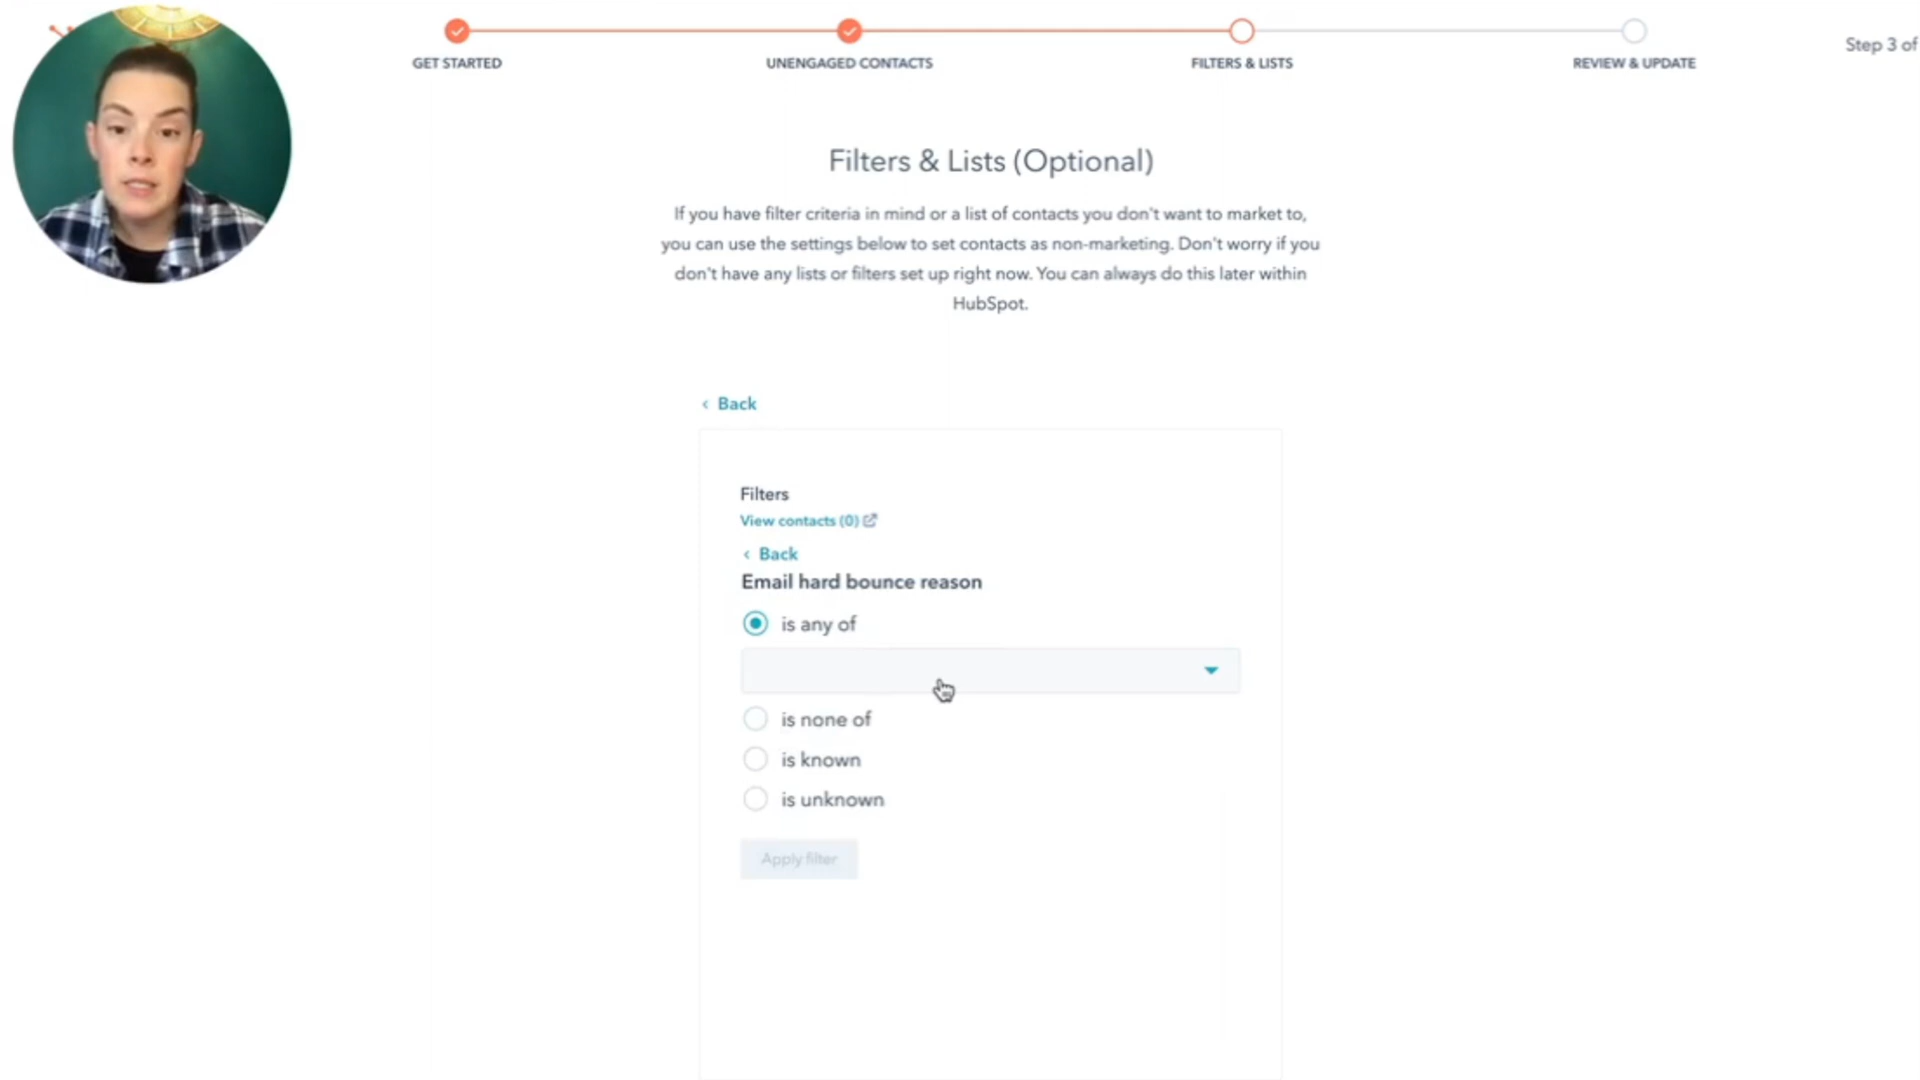 GET STARTED
UNENGAGED CONTACTS
FILTERS & LISTS
REVIEW & UPDATE
Step 3 of
Filters & Lists (Optional)
If you have filter criteria in mind or a list of contacts you don't want to market to,
you can use the settings below to set contacts as non-marketing. Don't worry if you
don't have any lists or filters set up right now. You can always do this later within
HubSpot.
Back
Filters
View contacts (0)
Back
Email hard bounce reason
is any of
is none of
is known
is unknown
Apply filter